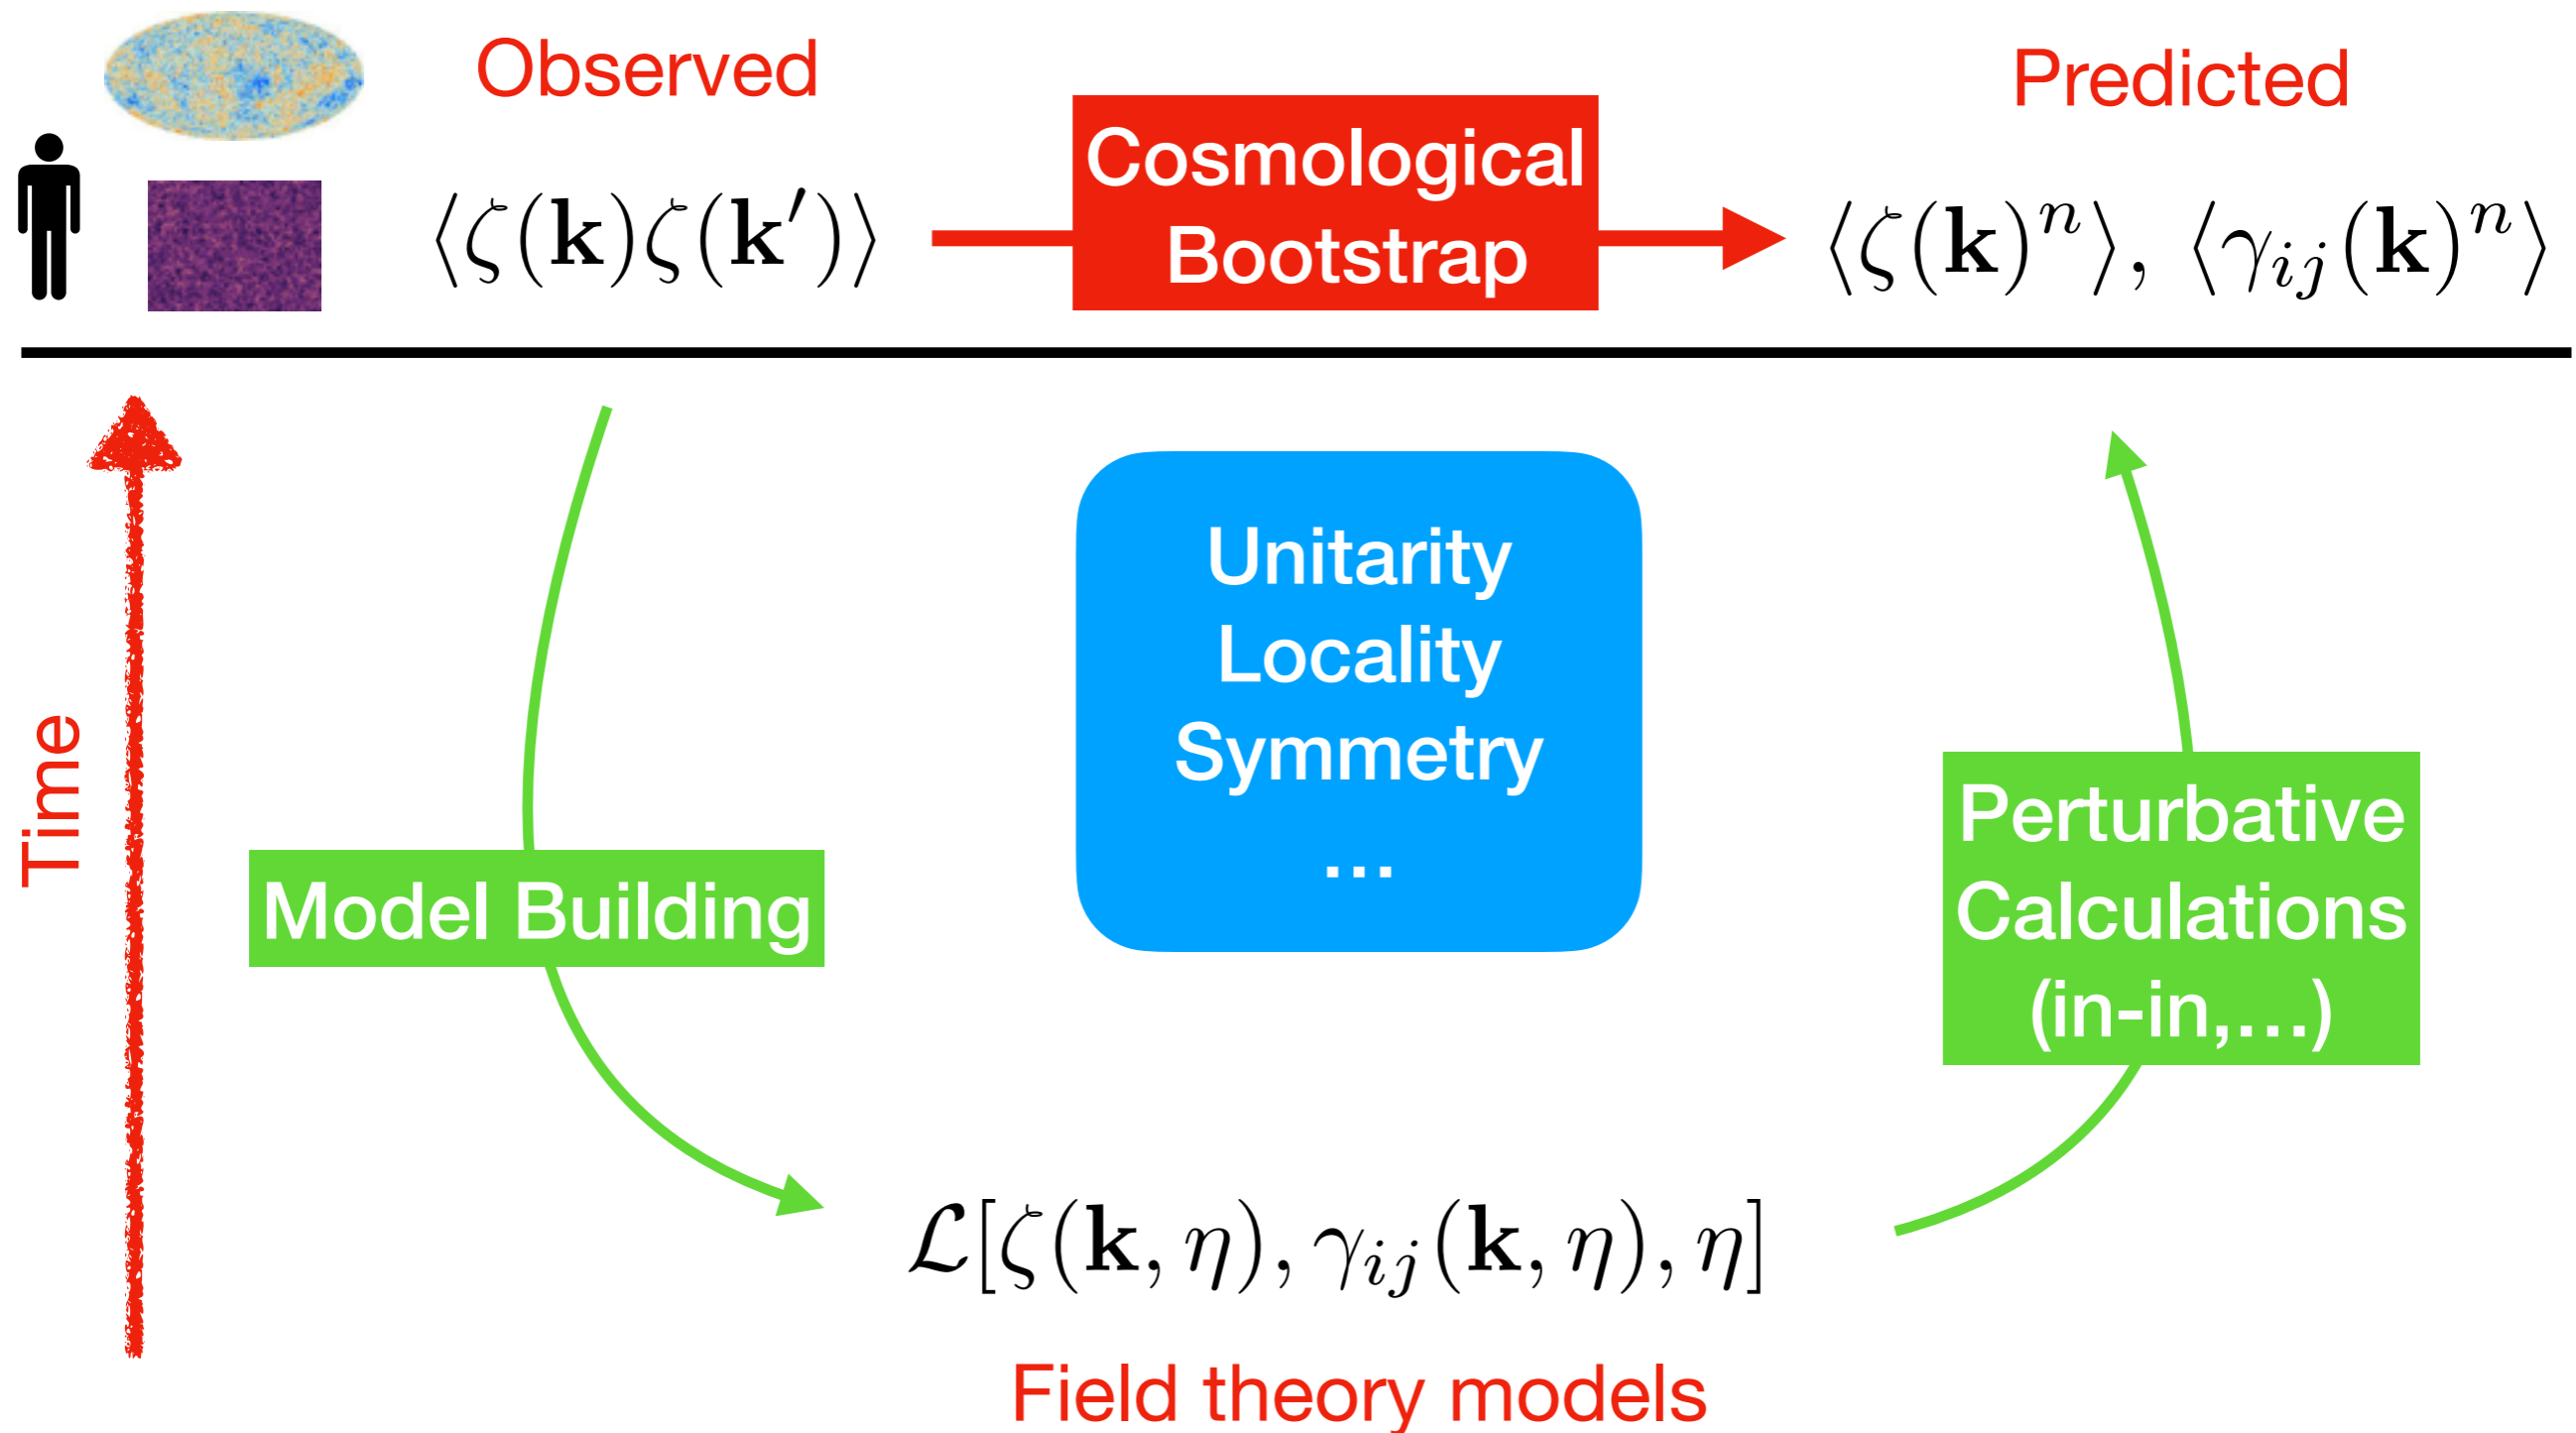 Observed
Predicted
Cosmological
Bootstrap
⟨ζ(𝐤)ζ(𝐤′)⟩
⟨ζ(𝐤)ⁿ⟩, ⟨γᵢⱼ(𝐤)ⁿ⟩
Time
Unitarity
Locality
Symmetry
...
Model Building
Perturbative
Calculations
(in-in,...)
ℒ[ζ(𝐤, η), γᵢⱼ(𝐤, η), η]
Field theory models